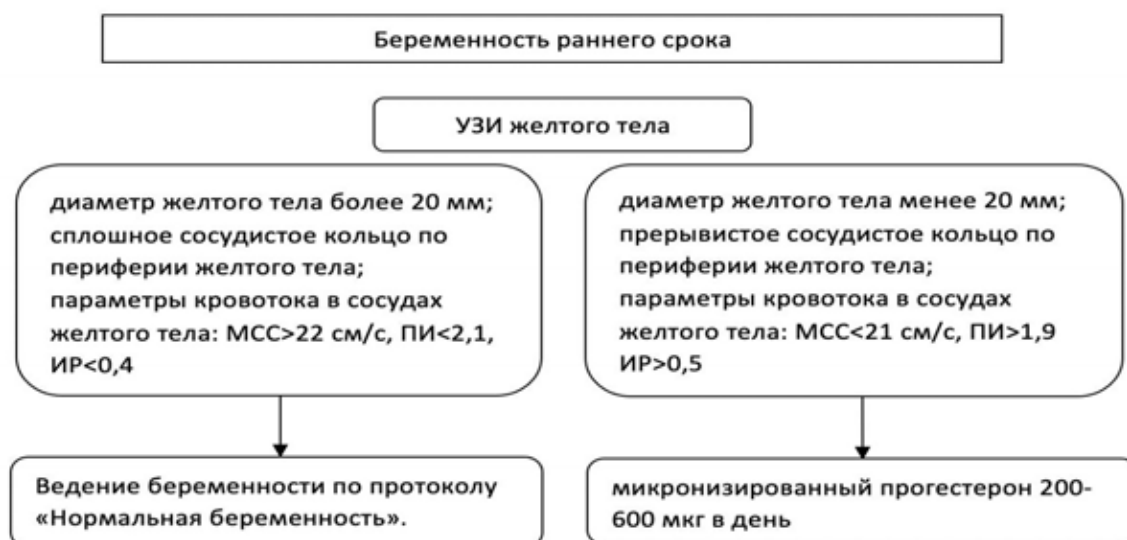 Беременность раннего срока
УЗИ желтого тела
диаметр желтого тела более 20 мм;
сплошное сосудистое кольцо по
периферии желтого тела;
параметры кровотока в сосудах
желтого тела: МСС>22 см/с, ПИ<2,1,
ИР<0,4
диаметр желтого тела менее 20 мм;
прерывистое сосудистое кольцо по
периферии желтого тела;
параметры кровотока в сосудах
желтого тела: МСС<21 см/с, ПИ>1,9
ИР>0,5
Ведение беременности по протоколу
«Нормальная беременность».
микронизированный прогестерон 200-
600 мкг в день